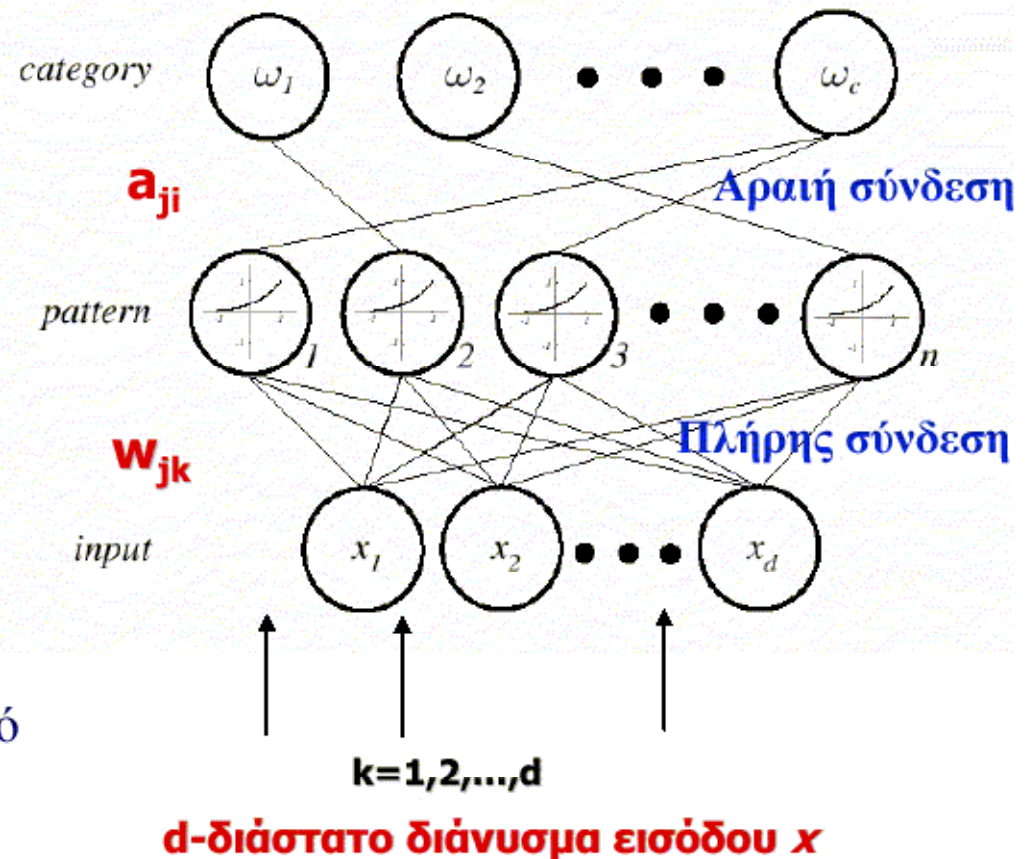 category ω1 ω2 ωc
aji Αραιή σύνδεση
pattern 1 2 3 n
wjk Πλήρης σύνδεση
input x1 x2 xd
ό
k=1,2,...,d
d-διάστατο διάνυσμα εισόδου x